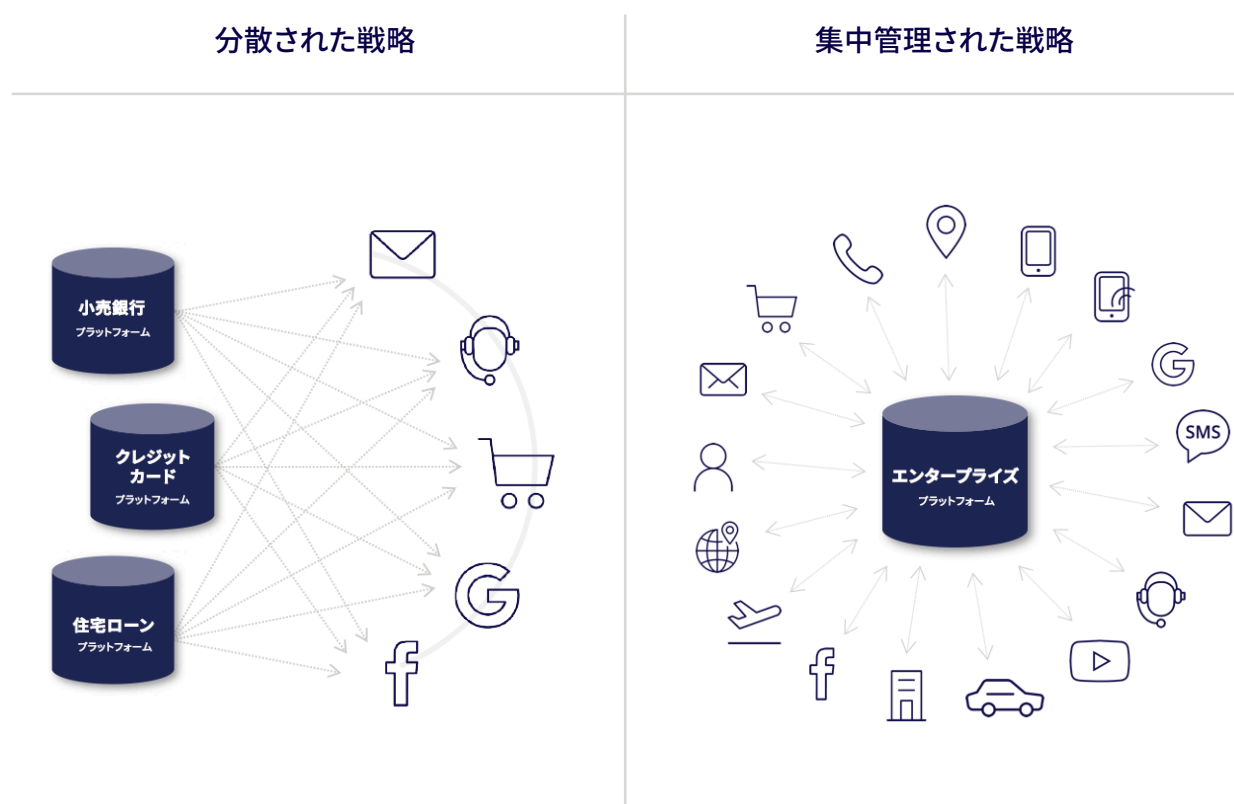 分散された戦略
集中管理された戦略
小売銀行
プラットフォーム
クレジット
カード
プラットフォーム
住宅ローン
プラットフォーム
エンタープライズ
プラットフォーム
SMS